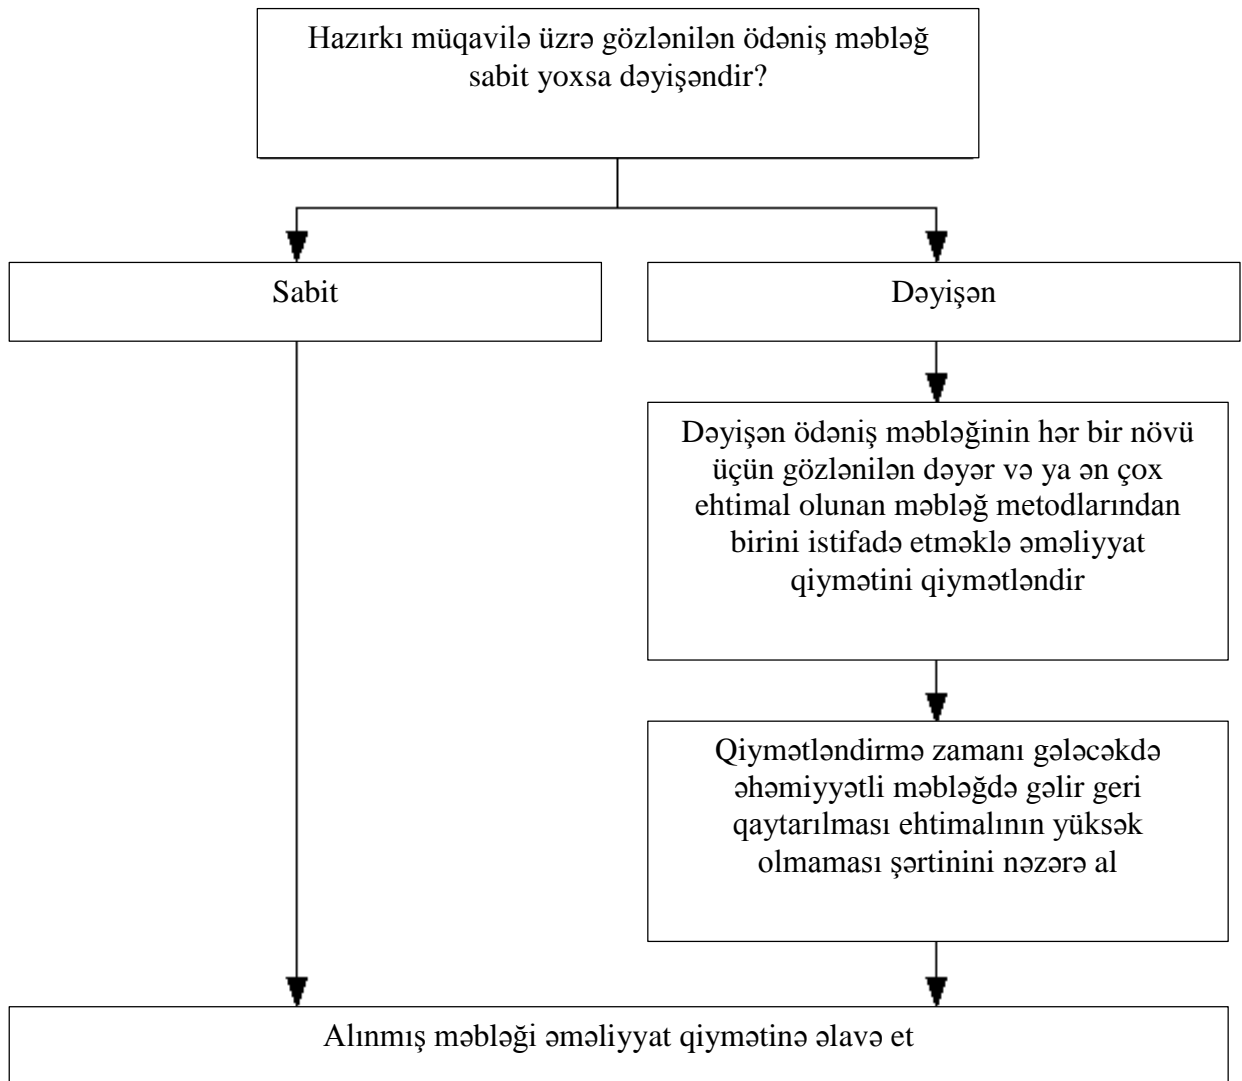 Hazırkı müqavilə üzrə gözlənilən ödəniş məbləğ
sabit yoxsa dəyişəndir?
Sabit
Dəyişən
Dəyişən ödəniş məbləğinin hər bir növü
üçün gözlənilən dəyər və ya ən çox
ehtimal olunan məbləğ metodlarından
birini istifadə etməklə əməliyyat
qiymətini qiymətləndir
Qiymətləndirmə zamanı gələcəkdə
əhəmiyyətli məbləğdə gəlir geri
qaytarılması ehtimalının yüksək
olmaması şərtinini nəzərə al
Alınmış məbləği əməliyyat qiymətinə əlavə et